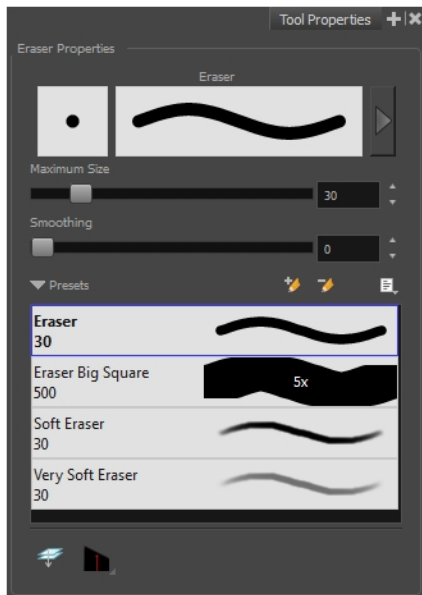 Tool Properties
Eraser Properties
Eraser
Maximum Size
30
Smoothing
0
Presets
Eraser
30
Eraser Big Square
500
5x
Soft Eraser
30
Very Soft Eraser
30